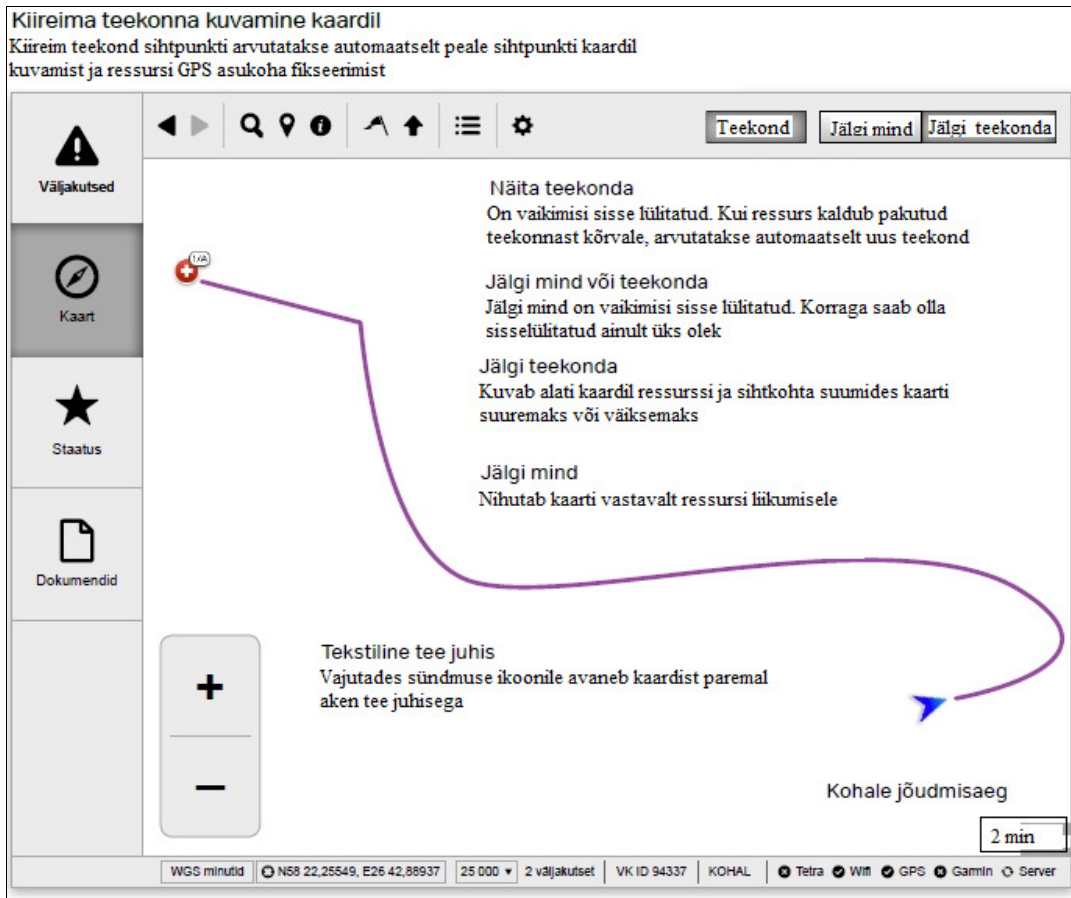 Kiireima teekonna kuvamine kaardil
Kiireim teekond sihtpunkti arvutatakse automaatselt peale sihtpunkti kaardil
kuvamist ja ressursi GPS asukoha fikseerimist
Teekond
Jälgi mind
Jälgi teekonda
Väljakutsed
Kaart
Staatus
Dokumendid
1/A
Näita teekonda
On vaikimisi sisse lülitatud. Kui ressurs kaldub pakutud
teekonnast kõrvale, arvutatakse automaatselt uus teekond
Jälgi mind või teekonda
Jälgi mind on vaikimisi sisse lülitatud. Korraga saab olla
sisselülitatud ainult üks olek
Jälgi teekonda
Kuvab alati kaardil ressurssi ja sihtkohta suumides kaarti
suuremaks või väiksemaks
Jälgi mind
Nihutab kaarti vastavalt ressursi liikumisele
Tekstiline tee juhis
Vajutades sündmuse ikoonile avaneb kaardist paremal
aken tee juhisega
+
−
Kohale jõudmisaeg
2 min
WGS minutid N58 22,25549, E26 42,88937 25 000 2 väljakutset VK ID 94337 KOHAL Tetra Wifi GPS Garmin Server